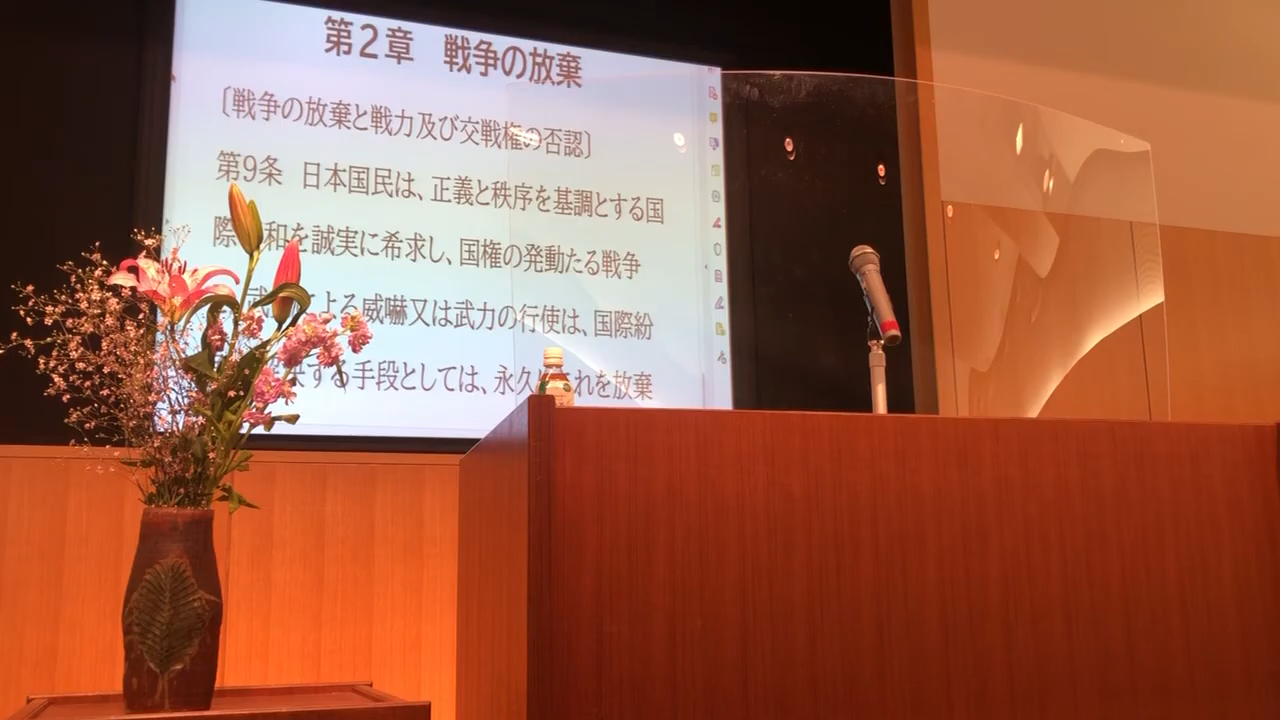 第2章 戦争の放棄
〔戦争の放棄と戦力及び交戦権の否認〕
第9条 日本国民は、正義と秩序を基調とする国
際 和を誠実に希求し、国権の発動たる戦争
武 よる威嚇又は武力の行使は、国際紛
する手段としては、永久 れを放棄